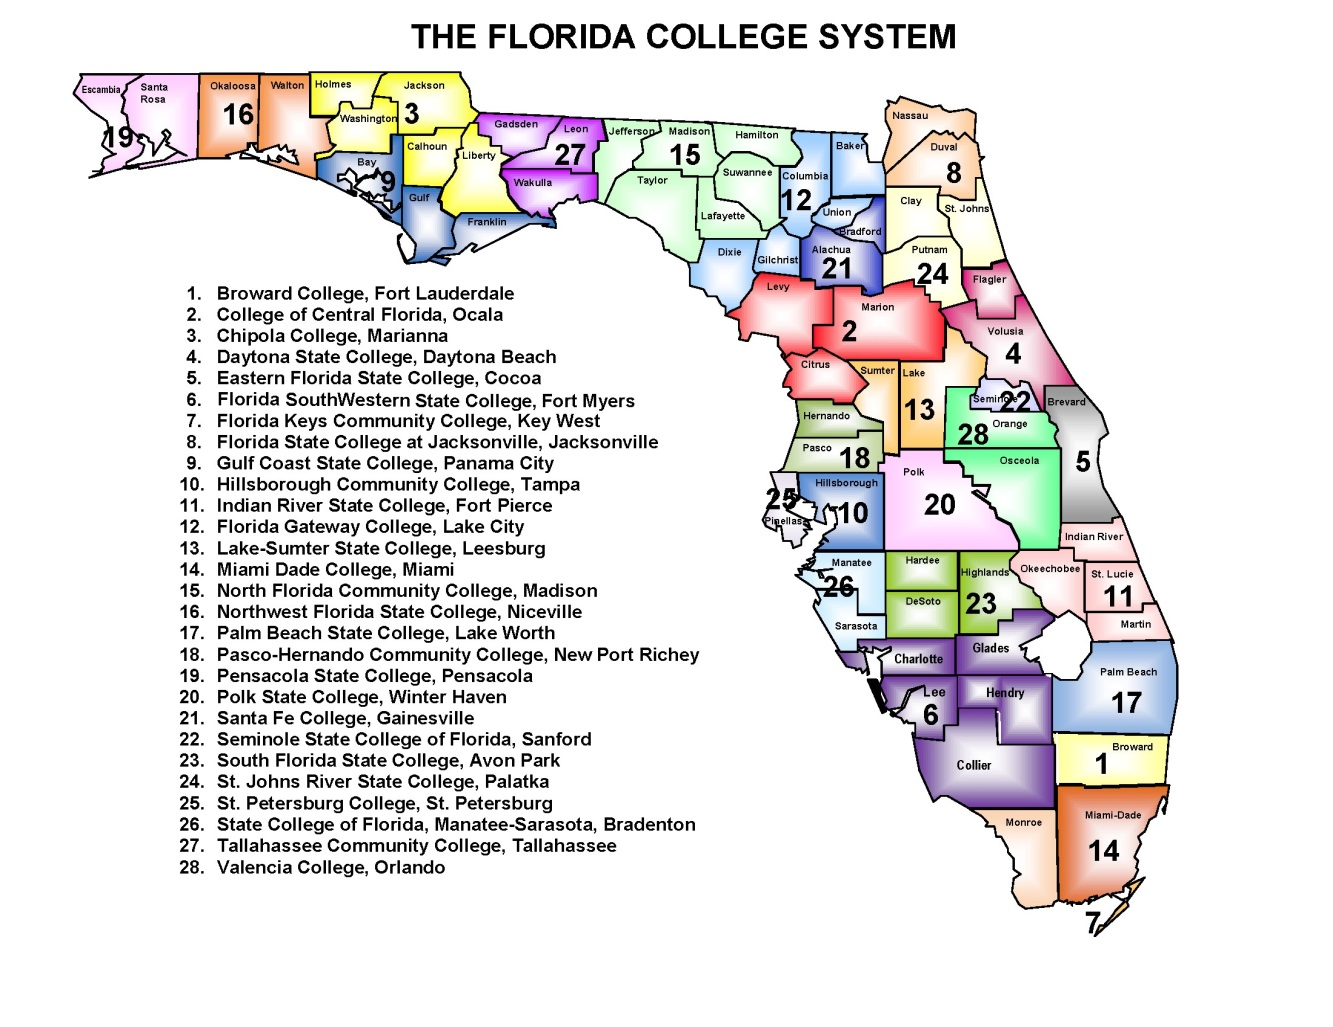 THE FLORIDA COLLEGE SYSTEM
Escambia
Santa
Rosa
19
Okaloosa
16
Walton
Holmes
Jackson
Washington
3
Bay
9
Calhoun
Liberty
Gulf
Franklin
Gadsden
Leon
27
Wakulla
Jefferson
Madison
15
Hamilton
Taylor
Suwannee
Lafayette
Columbia
12
Baker
Union
Bradford
Dixie
Gilchrist
Alachua
21
Nassau
Duval
8
Clay
St. Johns
Putnam
24
Flagler
Levy
Marion
2
Volusia
4
Citrus
Sumter
Lake
13
Seminole
22
Orange
28
Brevard
5
Hernando
Pasco
18
Osceola
Polk
20
Hillsborough
10
25
Pinellas
Indian River
Manatee
26
Sarasota
Hardee
DeSoto
Highlands
23
Okeechobee
St. Lucie
11
Martin
Charlotte
Glades
Lee
6
Hendry
Palm Beach
17
Collier
Broward
1
Monroe
Miami-Dade
14
7
1. Broward College, Fort Lauderdale
2. College of Central Florida, Ocala
3. Chipola College, Marianna
4. Daytona State College, Daytona Beach
5. Eastern Florida State College, Cocoa
6. Florida SouthWestern State College, Fort Myers
7. Florida Keys Community College, Key West
8. Florida State College at Jacksonville, Jacksonville
9. Gulf Coast State College, Panama City
10. Hillsborough Community College, Tampa
11. Indian River State College, Fort Pierce
12. Florida Gateway College, Lake City
13. Lake-Sumter State College, Leesburg
14. Miami Dade College, Miami
15. North Florida Community College, Madison
16. Northwest Florida State College, Niceville
17. Palm Beach State College, Lake Worth
18. Pasco-Hernando Community College, New Port Richey
19. Pensacola State College, Pensacola
20. Polk State College, Winter Haven
21. Santa Fe College, Gainesville
22. Seminole State College of Florida, Sanford
23. South Florida State College, Avon Park
24. St. Johns River State College, Palatka
25. St. Petersburg College, St. Petersburg
26. State College of Florida, Manatee-Sarasota, Bradenton
27. Tallahassee Community College, Tallahassee
28. Valencia College, Orlando